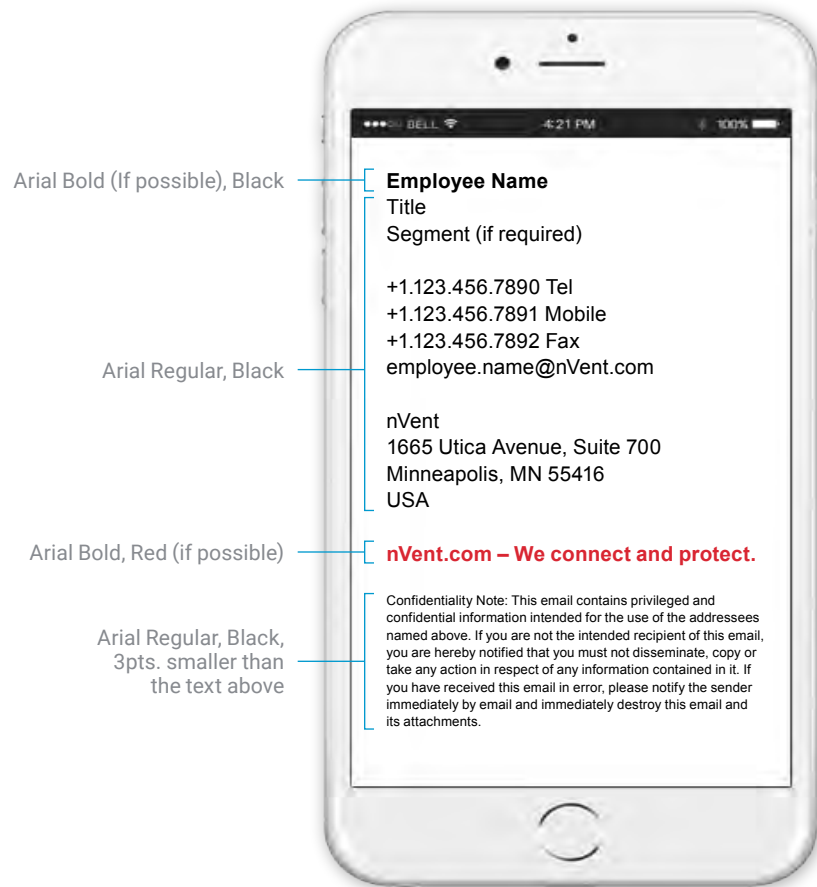 BELL 4:21 PM 100%
Arial Bold (If possible), Black
Employee Name
Title
Segment (if required)
+1.123.456.7890 Tel
+1.123.456.7891 Mobile
+1.123.456.7892 Fax
Arial Regular, Black
employee.name@nVent.com
nVent
1665 Utica Avenue, Suite 700
Minneapolis, MN 55416
USA
Arial Bold, Red (if possible)
nVent.com – We connect and protect.
Arial Regular, Black,
3pts. smaller than
the text above
Confidentiality Note: This email contains privileged and
confidential information intended for the use of the addressees
named above. If you are not the intended recipient of this email,
you are hereby notified that you must not disseminate, copy or
take any action in respect of any information contained in it. If
you have received this email in error, please notify the sender
immediately by email and immediately destroy this email and
its attachments.